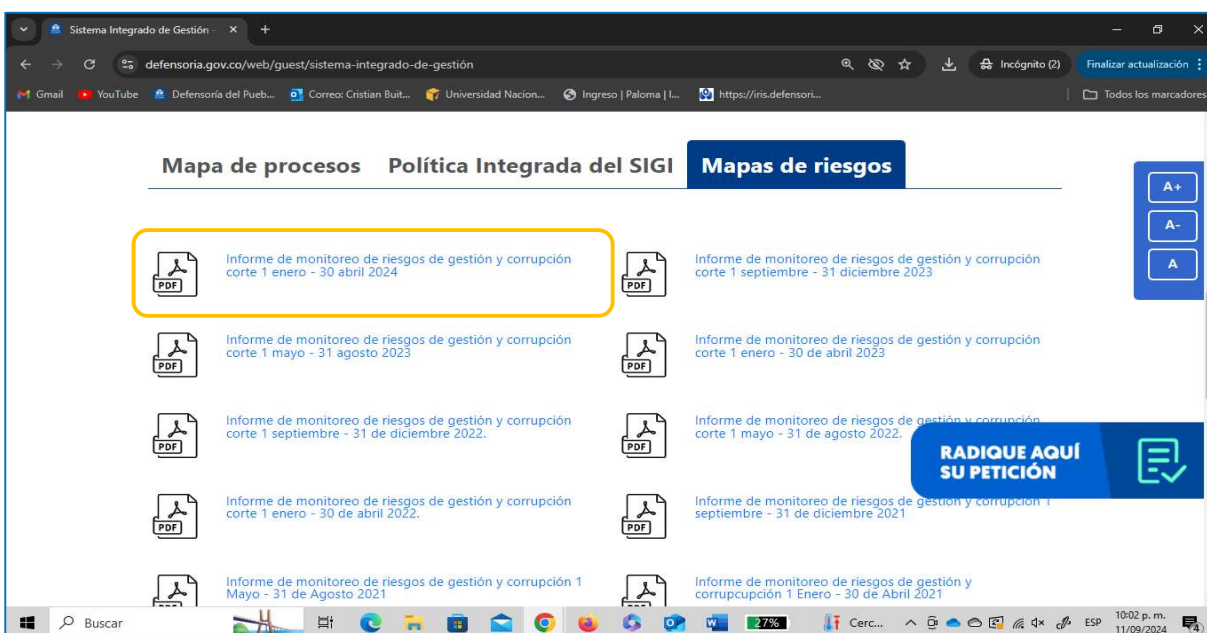 Sistema Integrado de Gestión -
defensoria.gov.co/web/guest/sistema-integrado-de-gestión
Incógnito (2)
Finalizar actualización
Gmail
YouTube
Defensoría del Pueb...
Correo: Cristian Buit...
Universidad Nacion...
Ingreso | Paloma | I...
https://iris.defensori...
Todos los marcadores
Mapa de procesos
Política Integrada del SIGI
Mapas de riesgos
A+
A-
A
PDF
Informe de monitoreo de riesgos de gestión y corrupción
corte 1 enero - 30 abril 2024
PDF
Informe de monitoreo de riesgos de gestión y corrupción
corte 1 septiembre - 31 diciembre 2023
PDF
Informe de monitoreo de riesgos de gestión y corrupción
corte 1 mayo - 31 agosto 2023
PDF
Informe de monitoreo de riesgos de gestión y corrupción
corte 1 enero - 30 de abril 2023
PDF
Informe de monitoreo de riesgos de gestión y corrupción
corte 1 septiembre - 31 de diciembre 2022.
PDF
Informe de monitoreo de riesgos de gestión y corrupción
corte 1 mayo - 31 de agosto 2022.
RADIQUE AQUÍ
SU PETICIÓN
PDF
Informe de monitoreo de riesgos de gestión y corrupción
corte 1 enero - 30 de abril 2022.
PDF
Informe de monitoreo de riesgos de gestión y corrupción 1
septiembre - 31 de diciembre 2021
Informe de monitoreo de riesgos de gestión y corrupción 1
Mayo - 31 de Agosto 2021
Informe de monitoreo de riesgos de gestión y
corrupcupción 1 Enero - 30 de Abril 2021
Buscar
27%
Cerc...
ESP
10:02 p. m.
11/09/2024
4